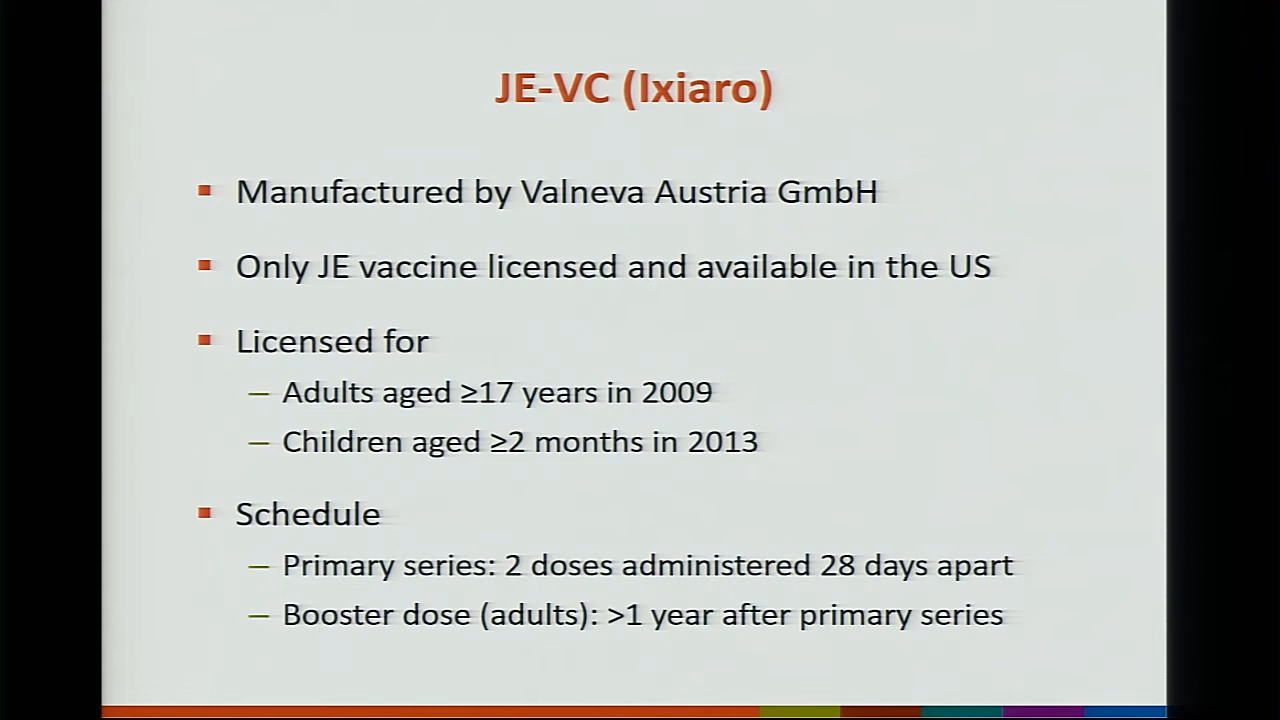 JE-VC (Ixiaro)
Manufactured by Valneva Austria GmbH
Only JE vaccine licensed and available in the US
Licensed for
– Adults aged ≥17 years in 2009
– Children aged ≥2 months in 2013
Schedule
– Primary series: 2 doses administered 28 days apart
– Booster dose (adults): >1 year after primary series